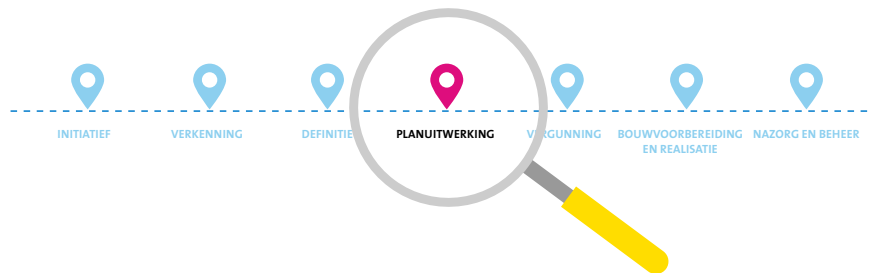 INITIATIEF
VERKENNING
DEFINITIE
PLANUITWERKING
VERGUNNING
BOUWVOORBEREIDING
EN REALISATIE
NAZORG EN BEHEER